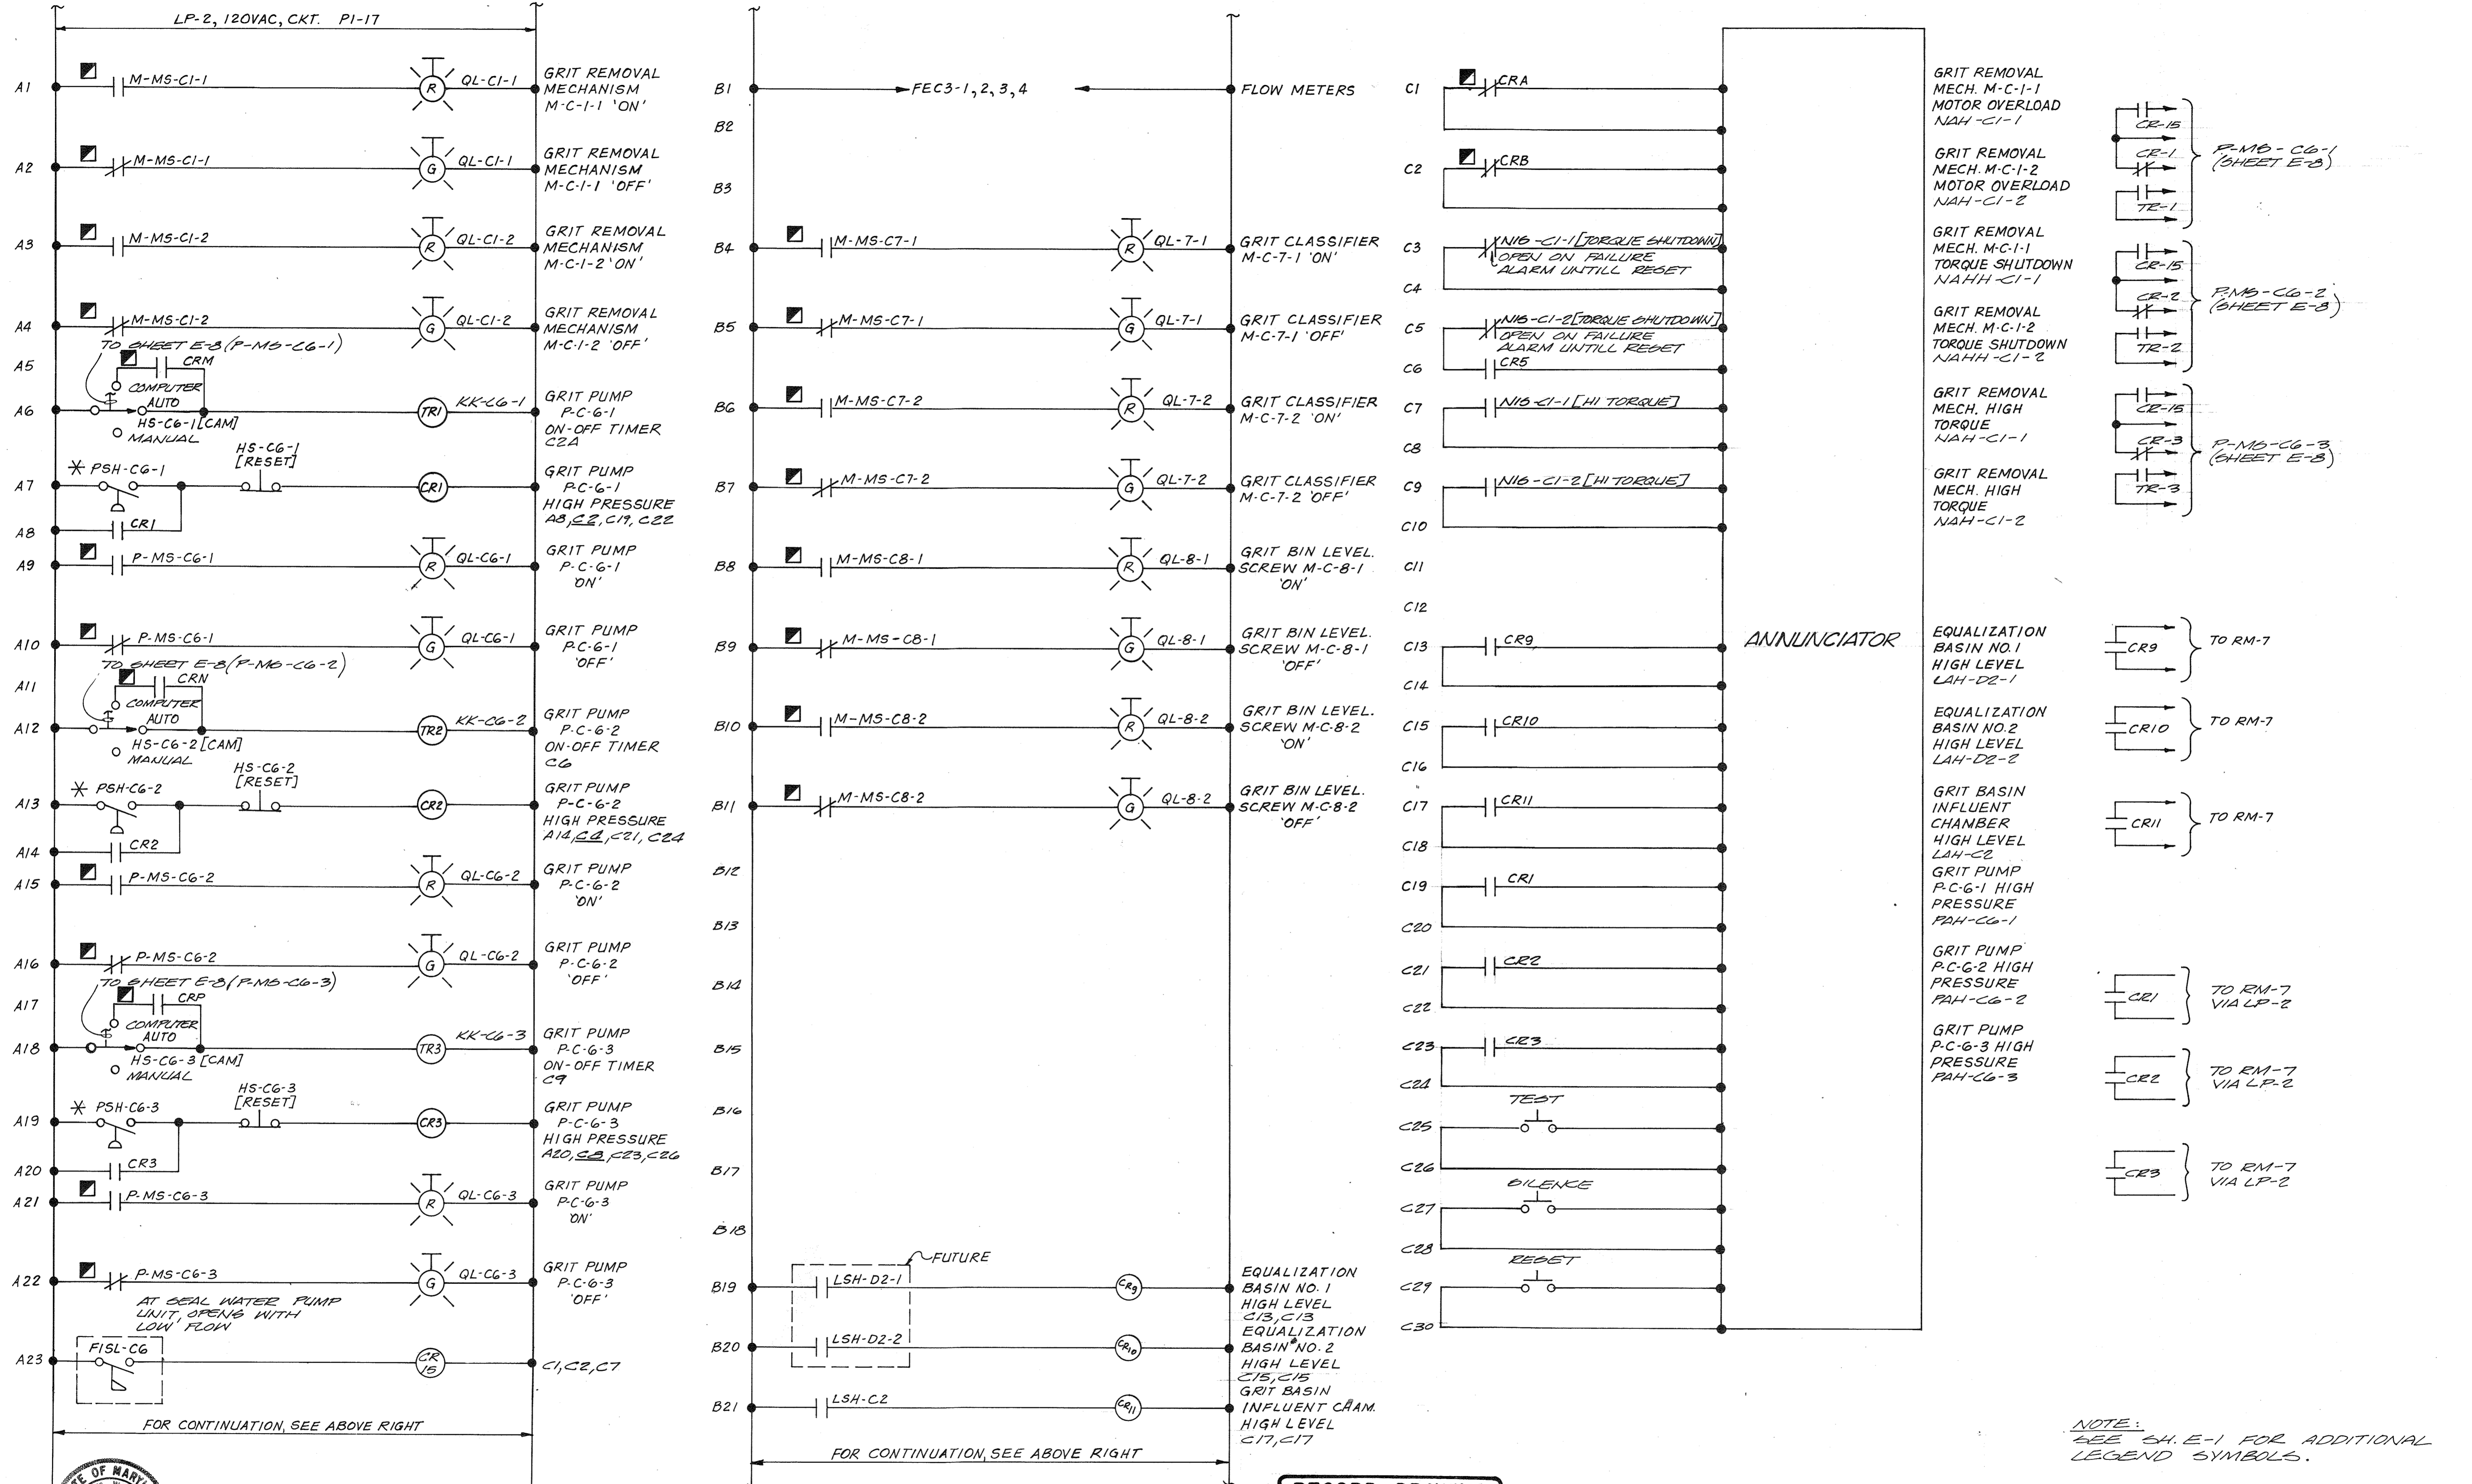 LP-2, 120VAC, CKT. P1-17
A1
M-MS-C1-1
R
QL-C1-1
GRIT REMOVAL
MECHANISM
M-C-1-1 'ON'
A2
M-MS-C1-1
G
QL-C1-1
GRIT REMOVAL
MECHANISM
M-C-1-1 'OFF'
A3
M-MS-C1-2
R
QL-C1-2
GRIT REMOVAL
MECHANISM
M-C-1-2 'ON'
A4
M-MS-C1-2
G
QL-C1-2
GRIT REMOVAL
MECHANISM
M-C-1-2 'OFF'
TO SHEET E-8 (P-MS-C6-1)
A5
CRM
COMPUTER
AUTO
A6
HS-C6-1 [CAM]
MANUAL
TR1
KK-C6-1
GRIT PUMP
P-C-6-1
ON-OFF TIMER
C2A
A7
* PSH-C6-1
HS-C6-1
[RESET]
CR1
GRIT PUMP
P-C-6-1
HIGH PRESSURE
A8, C2, C19, C22
A8
CR1
A9
P-MS-C6-1
R
QL-C6-1
GRIT PUMP
P-C-6-1
'ON'
A10
P-MS-C6-1
G
QL-C6-1
GRIT PUMP
P-C-6-1
'OFF'
TO SHEET E-8 (P-MS-C6-2)
A11
CRN
COMPUTER
AUTO
A12
HS-C6-2 [CAM]
MANUAL
TR2
KK-C6-2
GRIT PUMP
P-C-6-2
ON-OFF TIMER
C6
A13
* PSH-C6-2
HS-C6-2
[RESET]
CR2
GRIT PUMP
P-C-6-2
HIGH PRESSURE
A14, C4, C21, C24
A14
CR2
A15
P-MS-C6-2
R
QL-C6-2
GRIT PUMP
P-C-6-2
'ON'
A16
P-MS-C6-2
G
QL-C6-2
GRIT PUMP
P-C-6-2
'OFF'
TO SHEET E-8 (P-MS-C6-3)
A17
CRP
COMPUTER
AUTO
A18
HS-C6-3 [CAM]
MANUAL
TR3
KK-C6-3
GRIT PUMP
P-C-6-3
ON-OFF TIMER
C9
A19
* PSH-C6-3
HS-C6-3
[RESET]
CR3
GRIT PUMP
P-C-6-3
HIGH PRESSURE
A20, C8, C23, C26
A20
CR3
A21
P-MS-C6-3
R
QL-C6-3
GRIT PUMP
P-C-6-3
'ON'
A22
P-MS-C6-3
G
QL-C6-3
GRIT PUMP
P-C-6-3
'OFF'
AT SEAL WATER PUMP
UNIT, OPENS WITH
LOW FLOW
A23
FISL-C6
CR
15
C1, C2, C7
FOR CONTINUATION, SEE ABOVE RIGHT
B1
FEC3-1, 2, 3, 4
FLOW METERS
B2
B3
B4
M-MS-C7-1
R
QL-7-1
GRIT CLASSIFIER
M-C-7-1 'ON'
B5
M-MS-C7-1
G
QL-7-1
GRIT CLASSIFIER
M-C-7-1 'OFF'
B6
M-MS-C7-2
R
QL-7-2
GRIT CLASSIFIER
M-C-7-2 'ON'
B7
M-MS-C7-2
G
QL-7-2
GRIT CLASSIFIER
M-C-7-2 'OFF'
B8
M-MS-C8-1
R
QL-8-1
GRIT BIN LEVEL.
SCREW M-C-8-1
'ON'
B9
M-MS-C8-1
G
QL-8-1
GRIT BIN LEVEL.
SCREW M-C-8-1
'OFF'
B10
M-MS-C8-2
R
QL-8-2
GRIT BIN LEVEL.
SCREW M-C-8-2
'ON'
B11
M-MS-C8-2
G
QL-8-2
GRIT BIN LEVEL.
SCREW M-C-8-2
'OFF'
B12
B13
B14
B15
B16
B17
B18
FUTURE
B19
LSH-D2-1
CR9
EQUALIZATION
BASIN NO. 1
HIGH LEVEL
C13, C13
B20
LSH-D2-2
CR10
EQUALIZATION
BASIN NO. 2
HIGH LEVEL
C15, C15
B21
LSH-C2
CR11
GRIT BASIN
INFLUENT CHAM.
HIGH LEVEL
C17, C17
FOR CONTINUATION, SEE ABOVE RIGHT
C1
CRA
GRIT REMOVAL
MECH. M-C-1-1
MOTOR OVERLOAD
NAH-C1-1
C2
CRB
GRIT REMOVAL
MECH. M-C-1-2
MOTOR OVERLOAD
NAH-C1-2
C3
NIS-C1-1 [TORQUE SHUTDOWN]
OPEN ON FAILURE
ALARM UNTILL RESET
C4
GRIT REMOVAL
MECH. M-C-1-1
TORQUE SHUTDOWN
NAHH-C1-1
C5
NIS-C1-2 [TORQUE SHUTDOWN]
OPEN ON FAILURE
ALARM UNTILL RESET
C6
CR5
GRIT REMOVAL
MECH. M-C-1-2
TORQUE SHUTDOWN
NAHH-C1-2
C7
NIS-C1-1 [HI TORQUE]
C8
GRIT REMOVAL
MECH. HIGH
TORQUE
NAH-C1-1
C9
NIS-C1-2 [HI TORQUE]
C10
GRIT REMOVAL
MECH. HIGH
TORQUE
NAH-C1-2
C11
C12
ANNUNCIATOR
C13
CR9
C14
EQUALIZATION
BASIN NO. 1
HIGH LEVEL
LAH-D2-1
C15
CR10
C16
EQUALIZATION
BASIN NO. 2
HIGH LEVEL
LAH-D2-2
C17
CR11
C18
GRIT BASIN
INFLUENT
CHAMBER
HIGH LEVEL
LAH-C2
C19
CR1
C20
GRIT PUMP
P-C-6-1 HIGH
PRESSURE
PAH-C6-1
C21
CR2
C22
GRIT PUMP
P-C-6-2 HIGH
PRESSURE
PAH-C6-2
C23
CR3
C24
GRIT PUMP
P-C-6-3 HIGH
PRESSURE
PAH-C6-3
TEST
C25
C26
SILENCE
C27
C28
RESET
C29
C30
CR-15
CR-1
TR-1
P-MS-C6-1
(SHEET E-8)
CR-15
CR-2
TR-2
P-MS-C6-2
(SHEET E-8)
CR-15
CR-3
TR-3
P-MS-C6-3
(SHEET E-8)
CR9
TO RM-7
CR10
TO RM-7
CR11
TO RM-7
CR1
TO RM-7
VIA LP-2
CR2
TO RM-7
VIA LP-2
CR3
TO RM-7
VIA LP-2
NOTE:
SEE SH. E-1 FOR ADDITIONAL
LEGEND SYMBOLS.